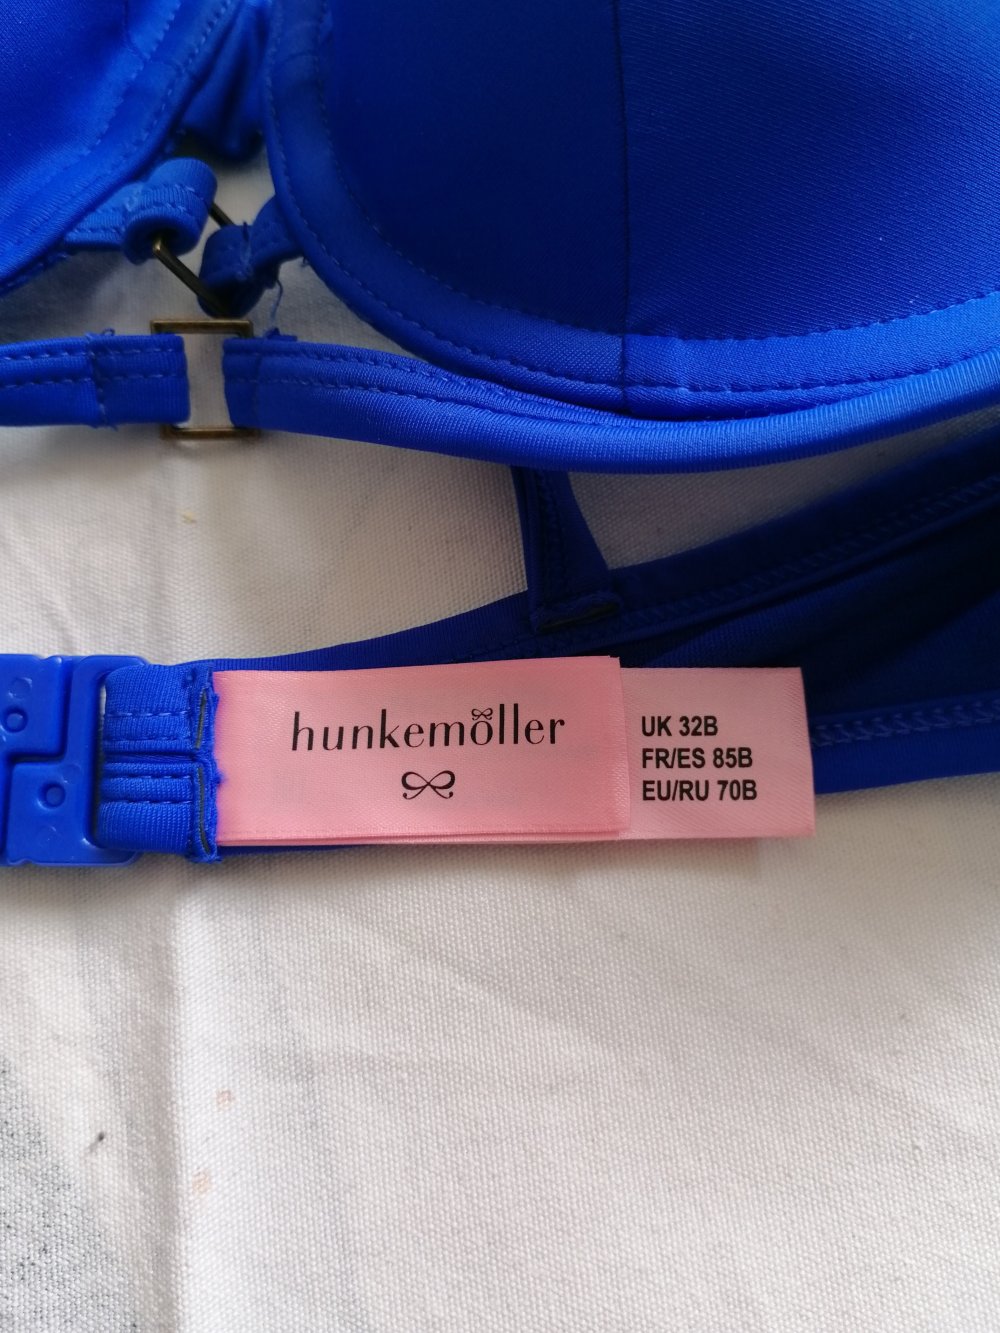 hunkemöller
UK 32B
FR/ES 85B
EU/RU 70B